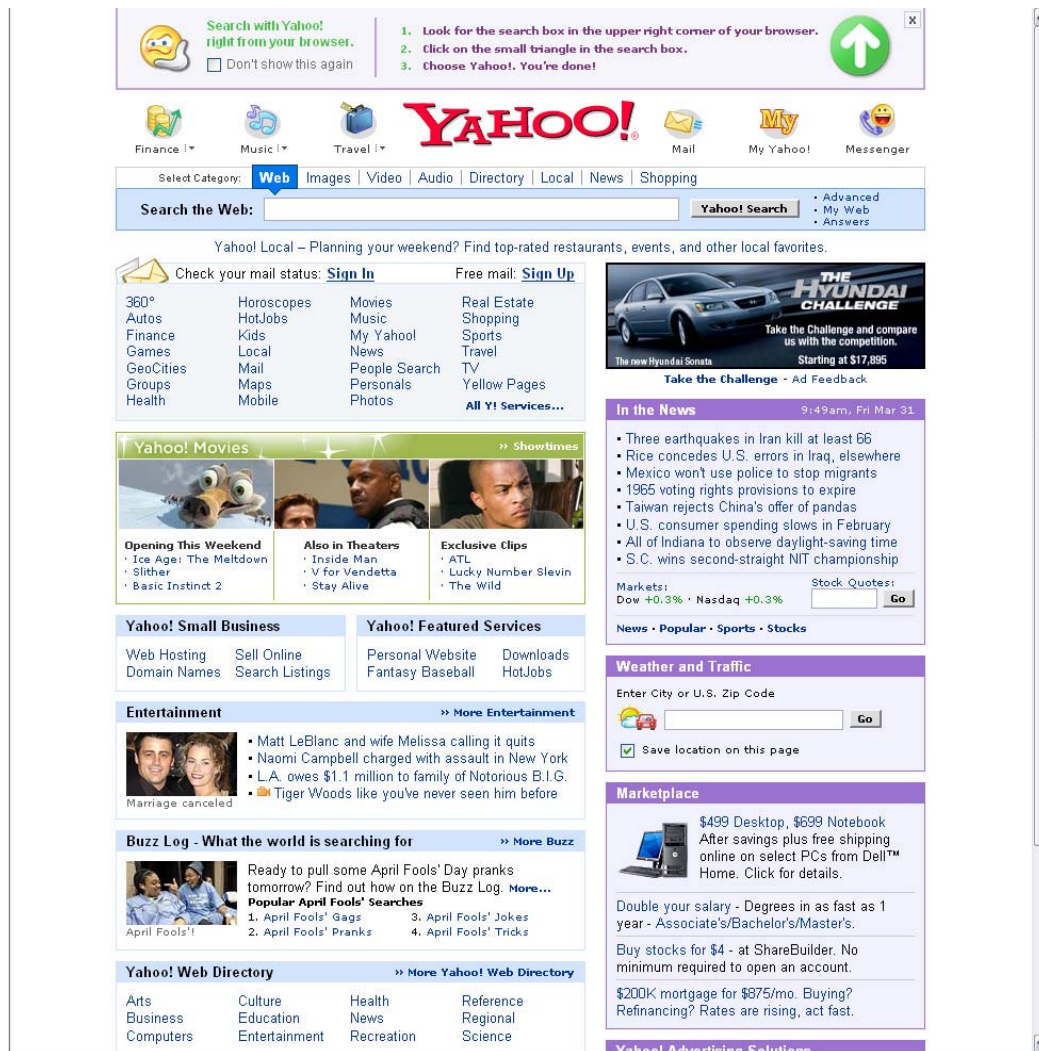 Search with Yahoo!
right from your browser.
Don't show this again
1. Look for the search box in the upper right corner of your browser.
2. Click on the small triangle in the search box.
3. Choose Yahoo!. You're done!
X
Finance
Music
Travel
YAHOO!
Mail
My Yahoo!
Messenger
Select Category: Web Images | Video | Audio | Directory | Local | News | Shopping
Search the Web:
Yahoo! Search
· Advanced
· My Web
· Answers
Yahoo! Local – Planning your weekend? Find top-rated restaurants, events, and other local favorites.
Check your mail status: Sign In Free mail: Sign Up
360° Horoscopes Movies Real Estate
Autos HotJobs Music Shopping
Finance Kids My Yahoo! Sports
Games Local News Travel
GeoCities Mail People Search TV
Groups Maps Personals Yellow Pages
Health Mobile Photos All Y! Services...
Yahoo! Movies » Showtimes
Opening This Weekend
· Ice Age: The Meltdown
· Slither
· Basic Instinct 2
Also in Theaters
· Inside Man
· V for Vendetta
· Stay Alive
Exclusive Clips
· ATL
· Lucky Number Slevin
· The Wild
Yahoo! Small Business
Web Hosting Sell Online
Domain Names Search Listings
Yahoo! Featured Services
Personal Website Downloads
Fantasy Baseball HotJobs
Entertainment » More Entertainment
Marriage canceled
▪ Matt LeBlanc and wife Melissa calling it quits
▪ Naomi Campbell charged with assault in New York
▪ L.A. owes $1.1 million to family of Notorious B.I.G.
▪ Tiger Woods like you've never seen him before
Buzz Log - What the world is searching for » More Buzz
April Fools'!
Ready to pull some April Fools' Day pranks
tomorrow? Find out how on the Buzz Log. More...
Popular April Fools' Searches
1. April Fools' Gags 3. April Fools' Jokes
2. April Fools' Pranks 4. April Fools' Tricks
Yahoo! Web Directory » More Yahoo! Web Directory
Arts Culture Health Reference
Business Education News Regional
Computers Entertainment Recreation Science
THE
HYUNDAI
CHALLENGE
Take the Challenge and compare
us with the competition.
The new Hyundai Sonata Starting at $17,895
Take the Challenge - Ad Feedback
In the News 9:49am, Fri Mar 31
▪ Three earthquakes in Iran kill at least 66
▪ Rice concedes U.S. errors in Iraq, elsewhere
▪ Mexico won't use police to stop migrants
▪ 1965 voting rights provisions to expire
▪ Taiwan rejects China's offer of pandas
▪ U.S. consumer spending slows in February
▪ All of Indiana to observe daylight-saving time
▪ S.C. wins second-straight NIT championship
Markets:
Dow +0.3% · Nasdaq +0.3%
Stock Quotes:
Go
News · Popular · Sports · Stocks
Weather and Traffic
Enter City or U.S. Zip Code
Go
Save location on this page
Marketplace
$499 Desktop, $699 Notebook
After savings plus free shipping
online on select PCs from Dell™
Home. Click for details.
Double your salary - Degrees in as fast as 1
year - Associate's/Bachelor's/Master's.
Buy stocks for $4 - at ShareBuilder. No
minimum required to open an account.
$200K mortgage for $875/mo. Buying?
Refinancing? Rates are rising, act fast.
Yahoo! Advertising Solutions